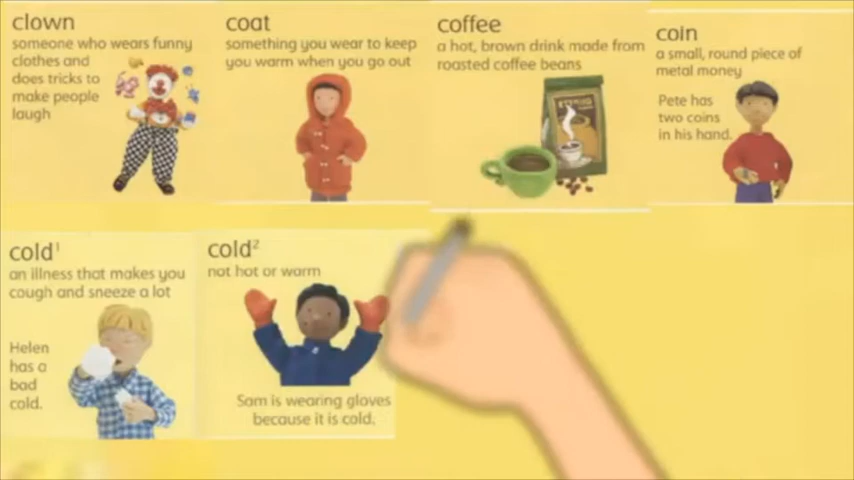 clown
someone who wears funny
clothes and
does tricks to
make people
laugh
coat
something you wear to keep
you warm when you go out
coffee
a hot, brown drink made from
roasted coffee beans
coin
a small, round piece of
metal money
Pete has
two coins
in his hand.
cold¹
an illness that makes you
cough and sneeze a lot
Helen
has a
bad
cold.
cold²
not hot or warm
Sam is wearing gloves
because it is cold.